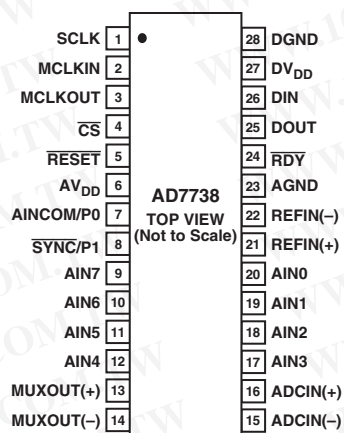 SCLK 1 28 DGND
MCLKIN 2 27 DVDD
MCLKOUT 3 26 DIN
CS 4 25 DOUT
RESET 5 24 RDY
AVDD 6 23 AGND
AD7738
AINCOM/P0 7 22 REFIN(–)
TOP VIEW
(Not to Scale)
SYNC/P1 8 21 REFIN(+)
AIN7 9 20 AIN0
AIN6 10 19 AIN1
AIN5 11 18 AIN2
AIN4 12 17 AIN3
MUXOUT(+) 13 16 ADCIN(+)
MUXOUT(–) 14 15 ADCIN(–)